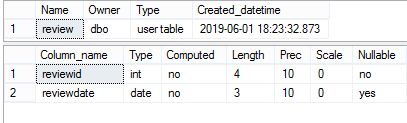 Name Owner Type Created_datetime
1 review dbo user table 2019-06-01 18:23:32.873
Column_name Type Computed Length Prec Scale Nullable
1 reviewid int no 4 10 0 no
2 reviewdate date no 3 10 0 yes